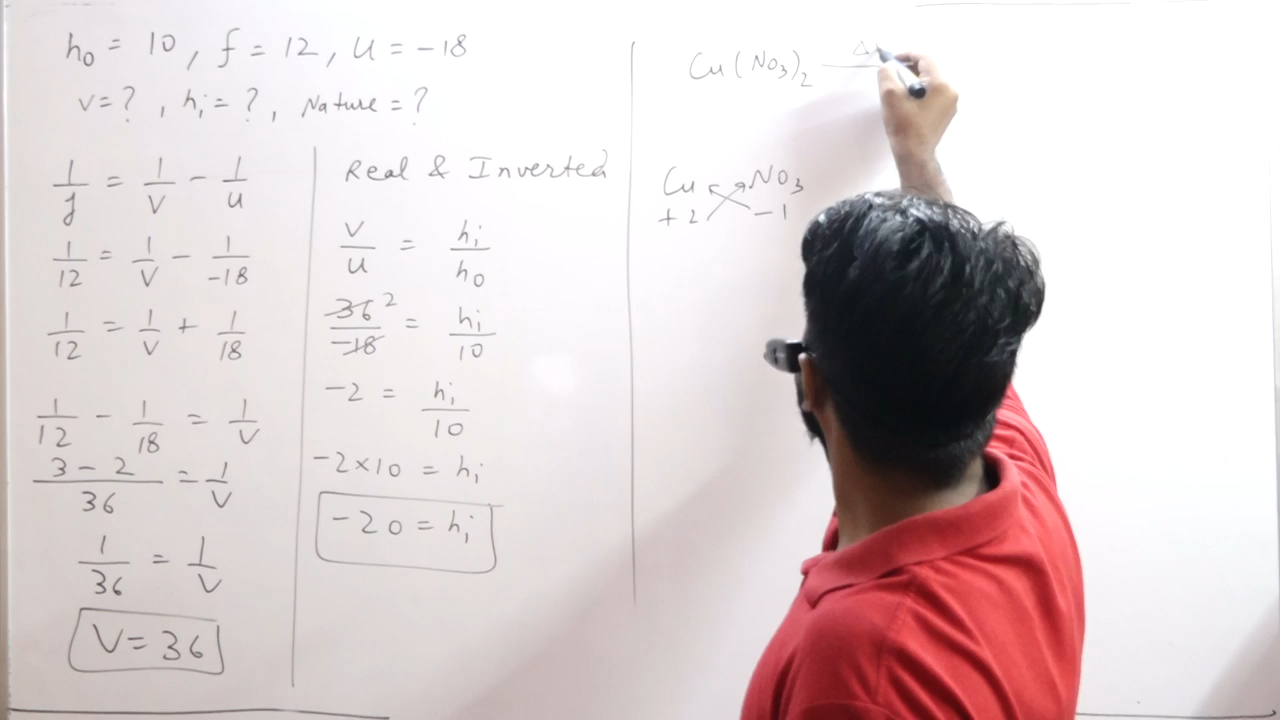 h₀ = 10 , f = 12 , u = -18
v = ? , hᵢ = ? , Nature = ?
1/f = 1/v - 1/u
1/12 = 1/v - 1/-18
1/12 = 1/v + 1/18
1/12 - 1/18 = 1/v
3 - 2/36 = 1/v
1/36 = 1/v
V = 36
Real & Inverted
v/u = hᵢ/h₀
36²/-18 = hᵢ/10
-2 = hᵢ/10
-2 × 10 = hᵢ
-20 = hᵢ
Cu(NO₃)₂ Δ
Cu NO₃
+2 -1